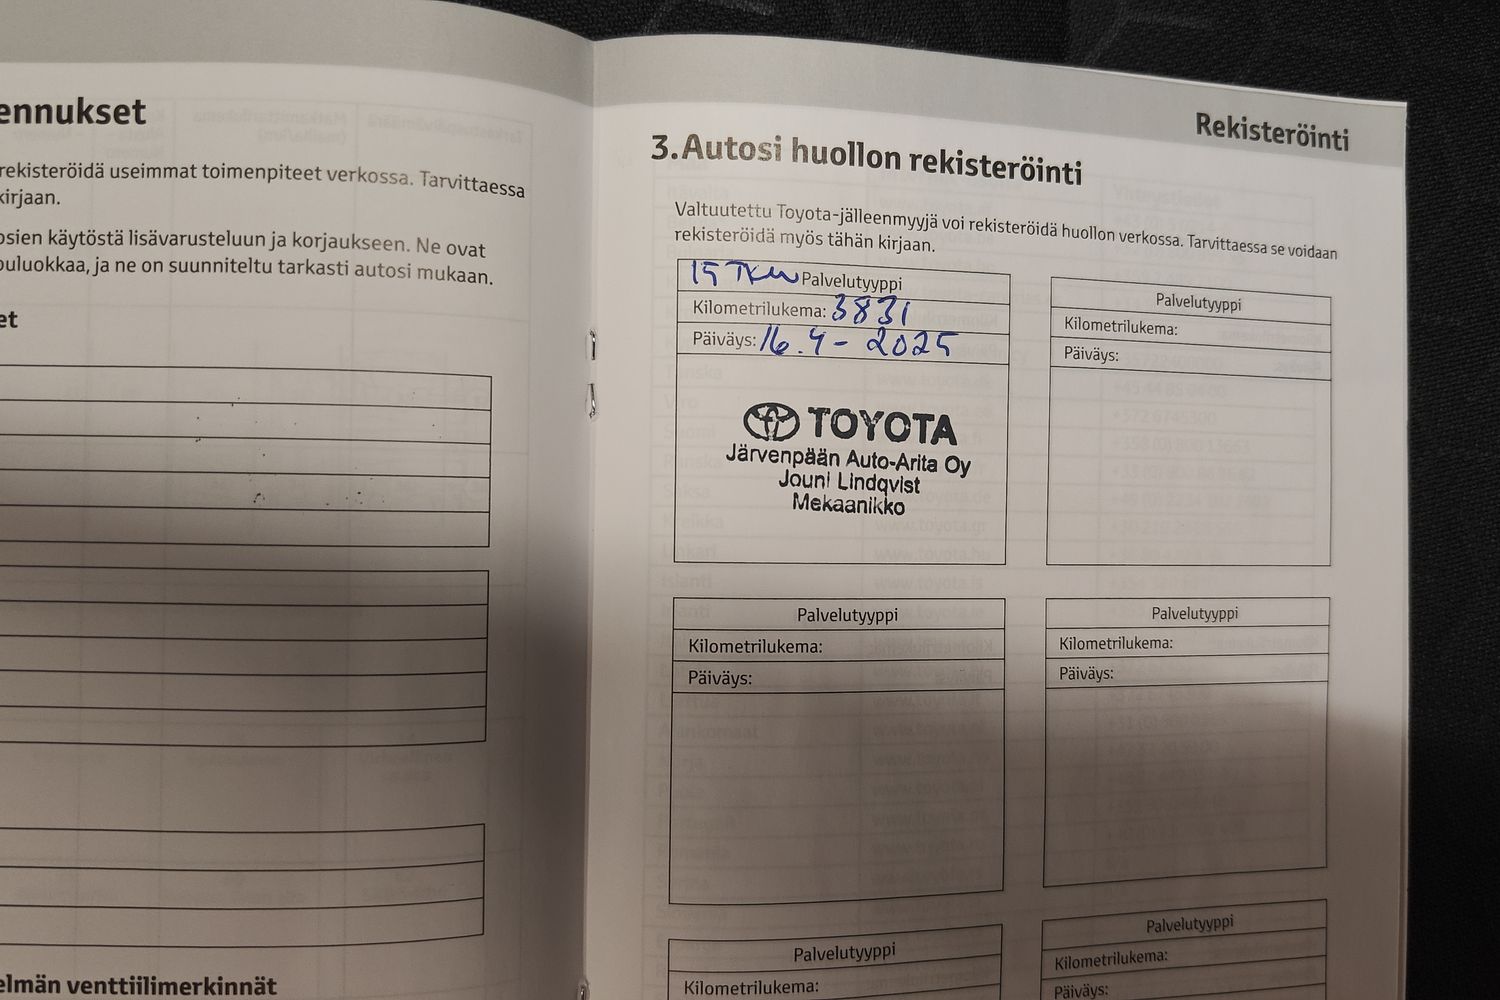 ennukset
rekisteröidä useimmat toimenpiteet verkossa. Tarvittaessa
kirjaan.
osien käytöstä lisävarusteluun ja korjaukseen. Ne ovat
ouluokkaa, ja ne on suunniteltu tarkasti autosi mukaan.
et
elmän venttiilimerkinnät
Rekisteröinti
3. Autosi huollon rekisteröinti
Valtuutettu Toyota-jälleenmyyjä voi rekisteröidä huollon verkossa. Tarvittaessa se voidaan
rekisteröidä myös tähän kirjaan.
15 TKM Palvelutyyppi
Kilometrilukema: 3831
Päiväys: 16.4-2025
TOYOTA
Järvenpään Auto-Arita Oy
Jouni Lindqvist
Mekaanikko
Palvelutyyppi
Kilometrilukema:
Päiväys:
Palvelutyyppi
Kilometrilukema:
Päiväys:
Palvelutyyppi
Kilometrilukema:
Päiväys:
Palvelutyyppi
Kilometrilukema:
Palvelutyyppi
Kilometrilukema:
Päiväys: